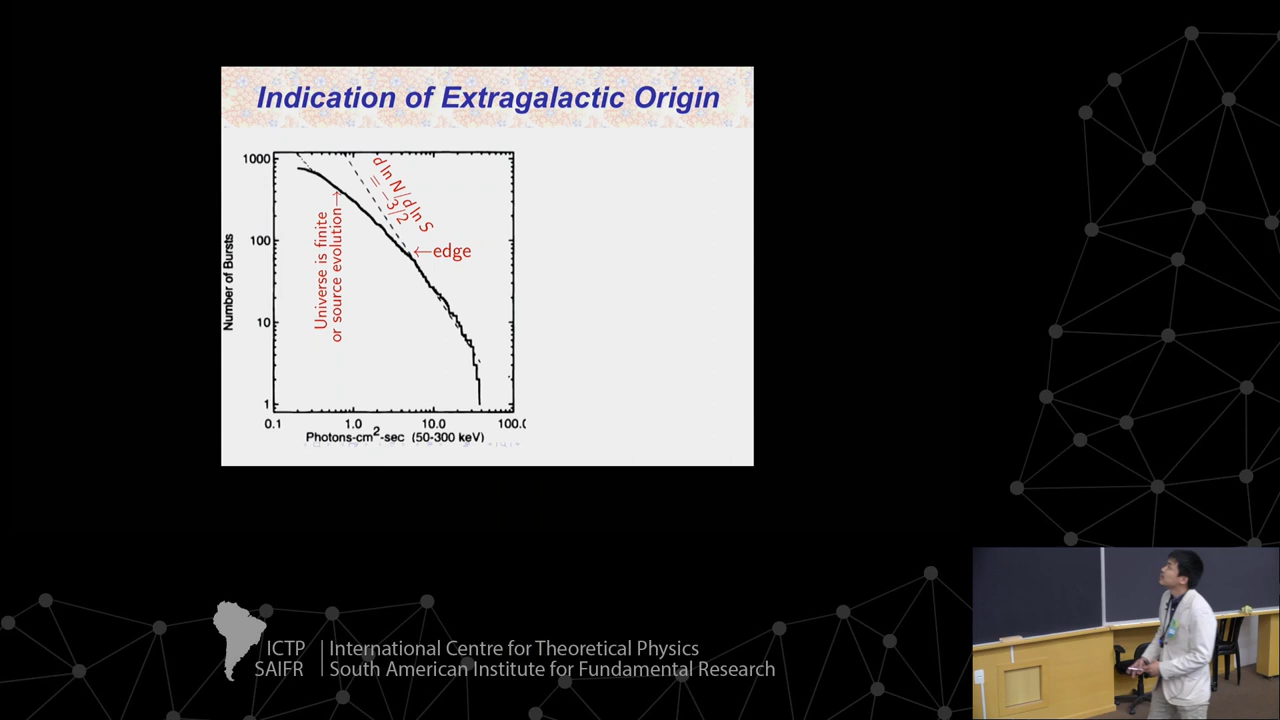 Indication of Extragalactic Origin
1000
100
10
1
0.1
1.0
10.0
100.0
Number of Bursts
Photons-cm²-sec (50-300 keV)
d ln N/d ln S
= -3/2
←edge
Universe is finite
or source evolution→
ICTP
SAIFR
International Centre for Theoretical Physics
South American Institute for Fundamental Research